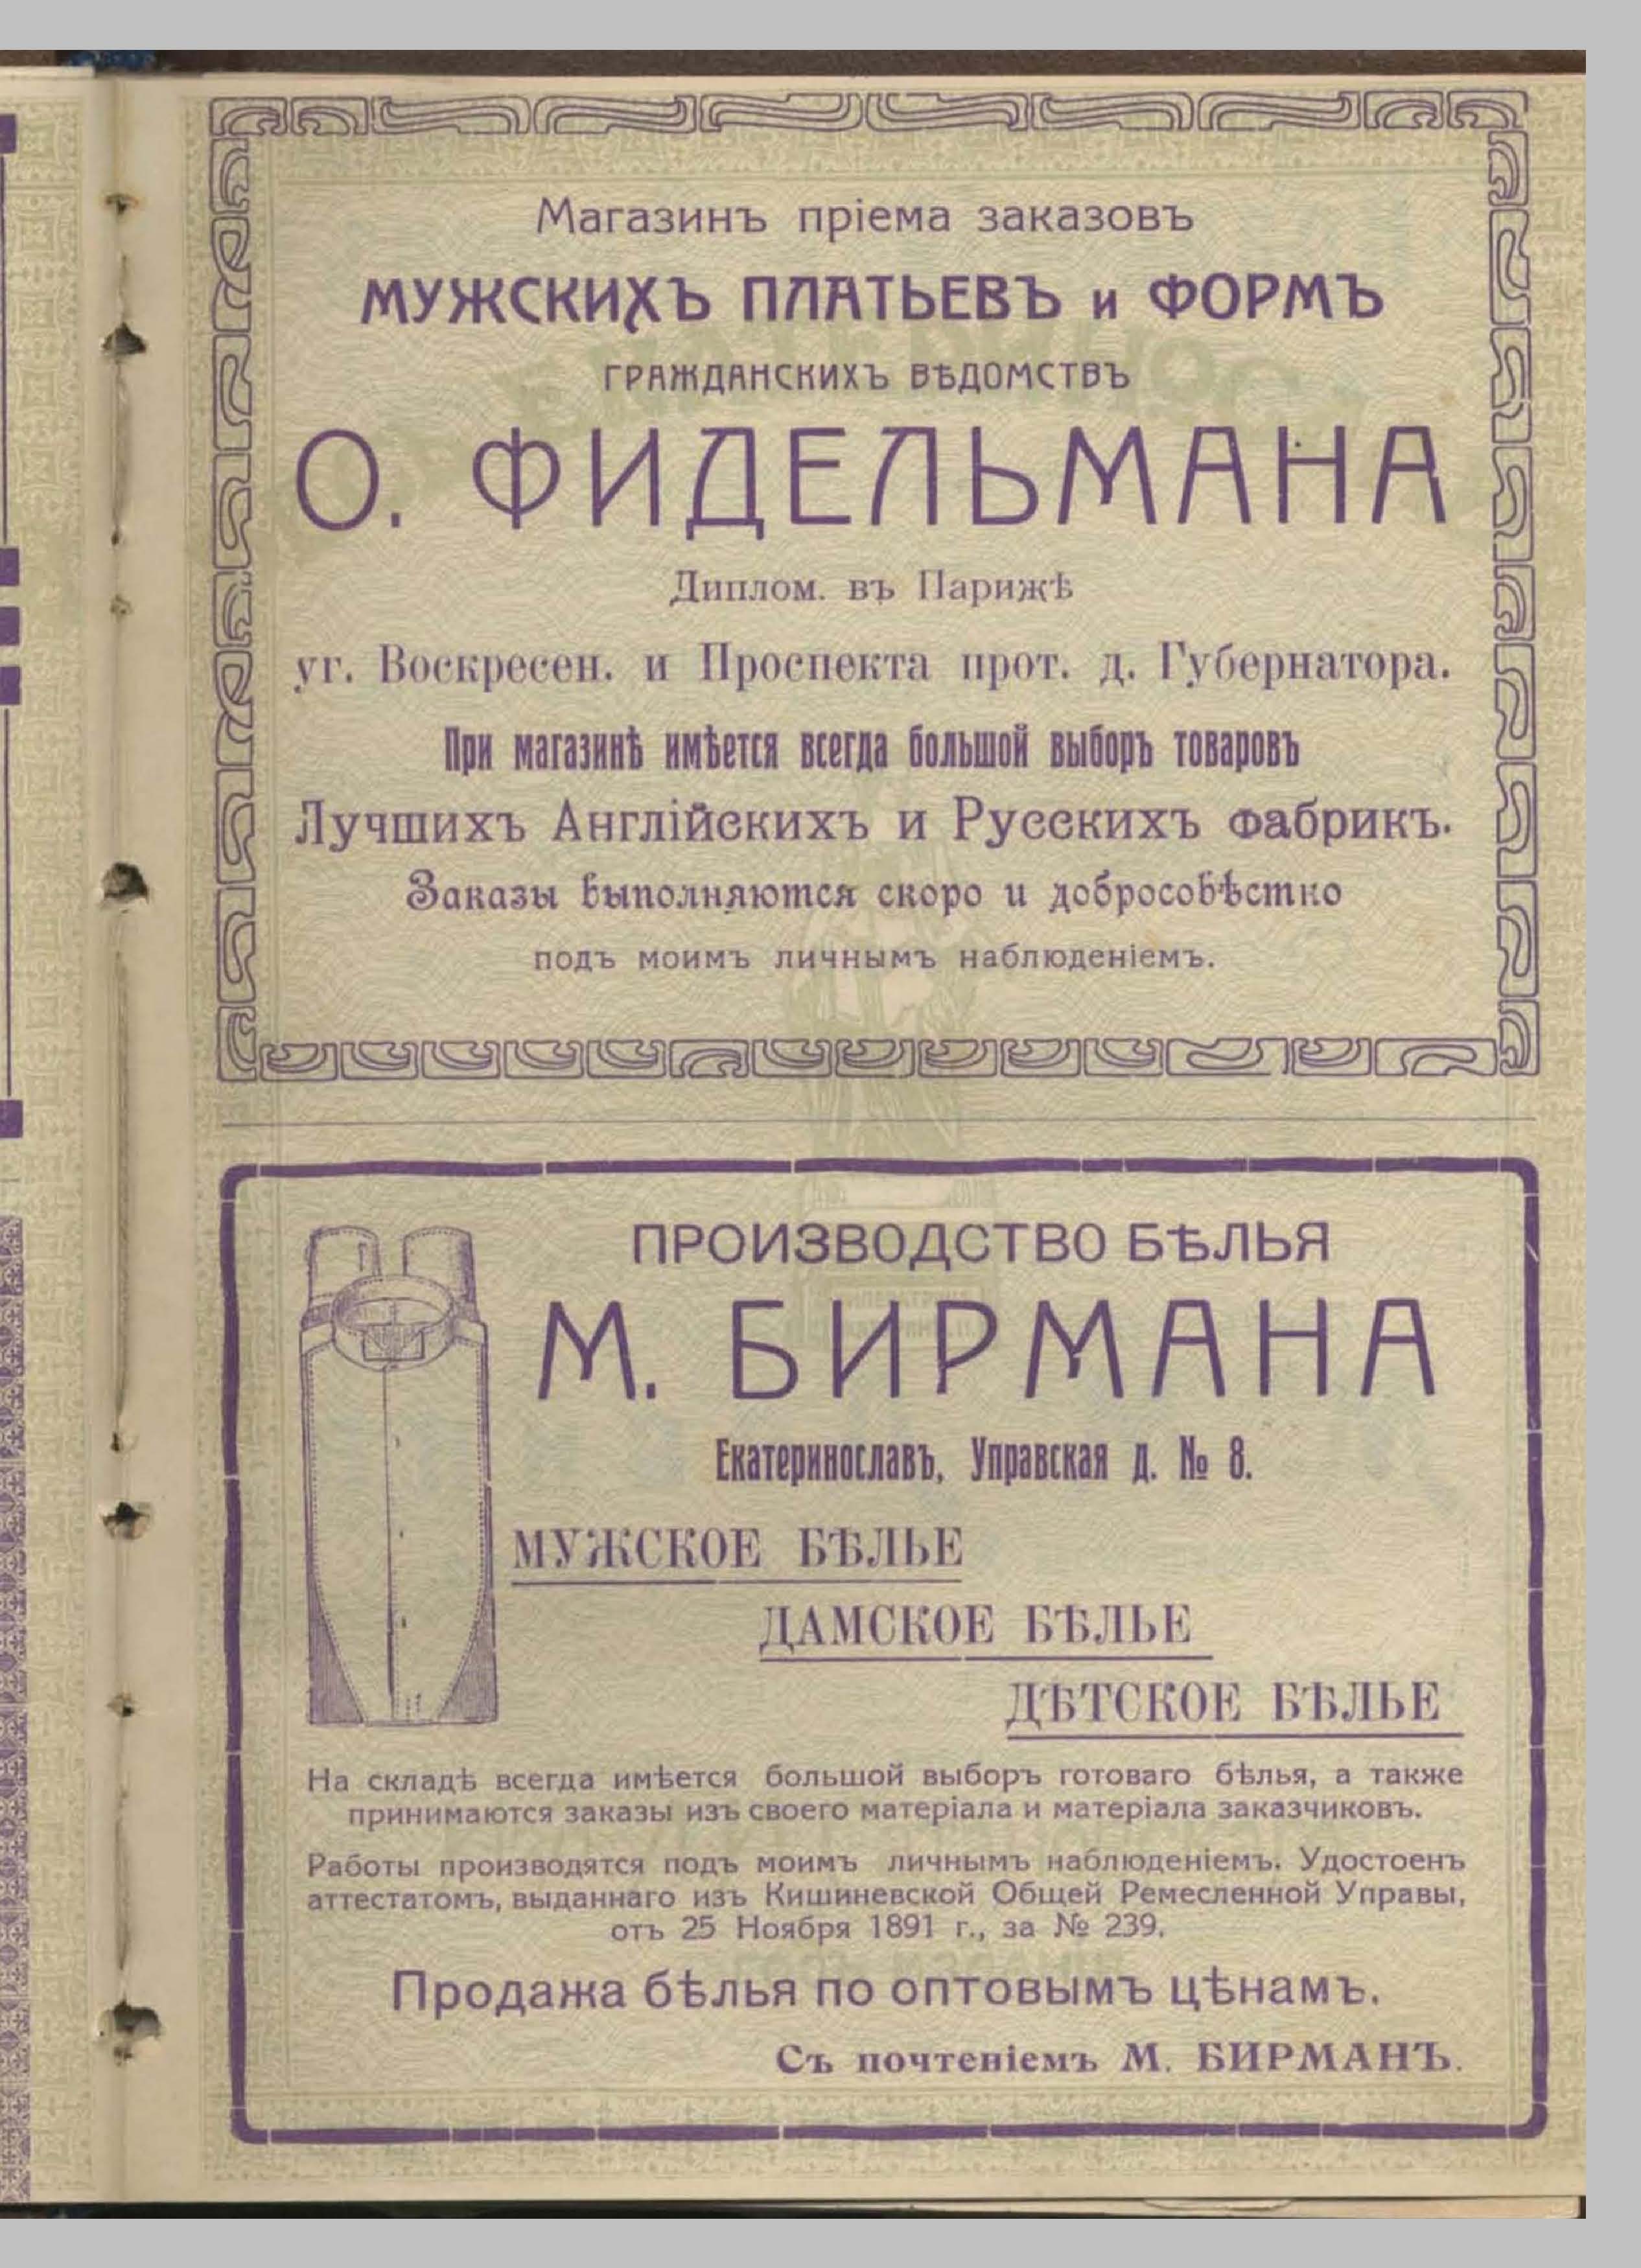 Магазинъ пріема заказовъ
МУЖСКИХЪ ПЛАТЬЕВЪ и ФОРМЪ
ГРАЖДАНСКИХЪ ВѢДОМСТВЪ
О. ФИДЕЛЬМАНА
Диплом. въ Парижѣ
уг. Воскресен. и Проспекта прот. д. Губернатора.
При магазинѣ имѣется всегда большой выборъ товаровъ
Лучшихъ Англійскихъ и Русскихъ Фабрикъ.
Заказы выполняются скоро и добросовѣстно
подъ моимъ личнымъ наблюденіемъ.
ПРОИЗВОДСТВО БѢЛЬЯ
М. БИРМАНА
Екатеринославъ, Управская д. № 8.
МУЖСКОЕ БѢЛЬЕ
ДАМСКОЕ БѢЛЬЕ
ДѢТСКОЕ БѢЛЬЕ
На складѣ всегда имѣется большой выборъ готоваго бѣлья, а также
принимаются заказы изъ своего матеріала и матеріала заказчиковъ.
Работы производятся подъ моимъ личнымъ наблюденіемъ. Удостоенъ
аттестатомъ, выданнаго изъ Кишиневской Общей Ремесленной Управы,
отъ 25 Ноября 1891 г., за № 239.
Продажа бѣлья по оптовымъ цѣнамъ.
Съ почтеніемъ М. БИРМАНЪ.